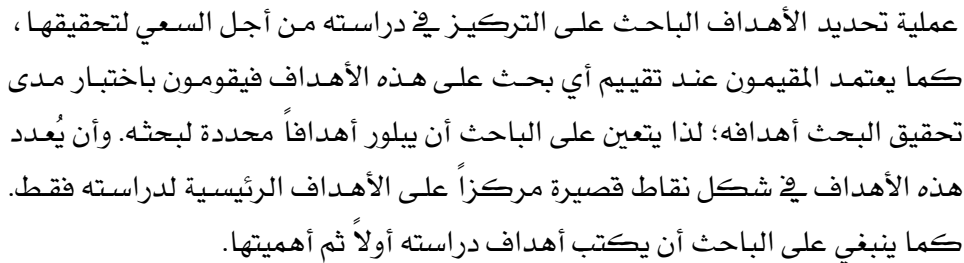 عملية تحديد الأهداف الباحث على التركيز في دراسته من أجل السعي لتحقيقها،
كما يعتمد المقيمون عند تقييم أي بحث على هذه الأهداف فيقومون باختبار مدى
تحقيق البحث أهدافه؛ لذا يتعين على الباحث أن يبلور أهدافاً محددة لبحثه. وأن يُعدد
هذه الأهداف في شكل نقاط قصيرة مركزاً على الأهداف الرئيسية لدراسته فقط.
كما ينبغي على الباحث أن يكتب أهداف دراسته أولاً ثم أهميتها.